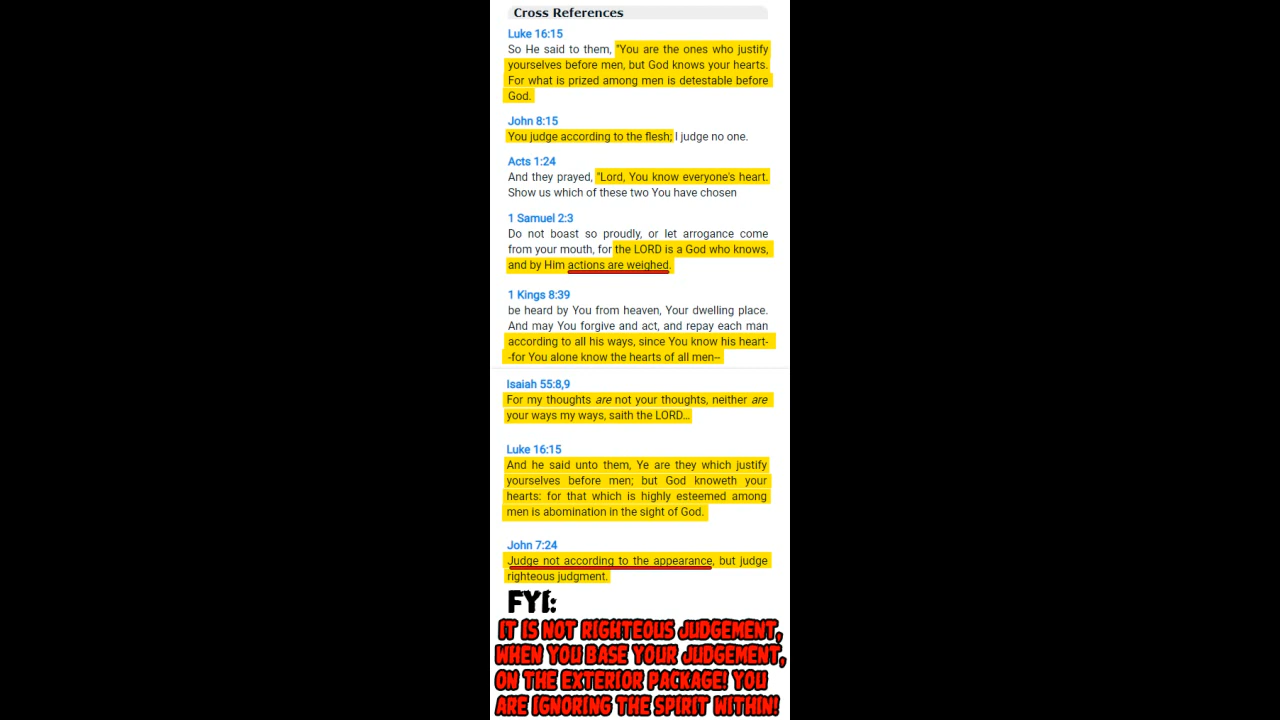 Cross References
Luke 16:15
So He said to them, "You are the ones who justify
yourselves before men, but God knows your hearts.
For what is prized among men is detestable before
God.
John 8:15
You judge according to the flesh; I judge no one.
Acts 1:24
And they prayed, "Lord, You know everyone's heart.
Show us which of these two You have chosen
1 Samuel 2:3
Do not boast so proudly, or let arrogance come
from your mouth, for the LORD is a God who knows,
and by Him actions are weighed.
1 Kings 8:39
be heard by You from heaven, Your dwelling place.
And may You forgive and act, and repay each man
according to all his ways, since You know his heart-
-for You alone know the hearts of all men--
Isaiah 55:8,9
For my thoughts are not your thoughts, neither are
your ways my ways, saith the LORD...
Luke 16:15
And he said unto them, Ye are they which justify
yourselves before men; but God knoweth your
hearts: for that which is highly esteemed among
men is abomination in the sight of God.
John 7:24
Judge not according to the appearance, but judge
righteous judgment.
FYI:
IT IS NOT RIGHTEOUS JUDGEMENT,
WHEN YOU BASE YOUR JUDGEMENT,
ON THE EXTERIOR PACKAGE! YOU
ARE IGNORING THE SPIRIT WITHIN!